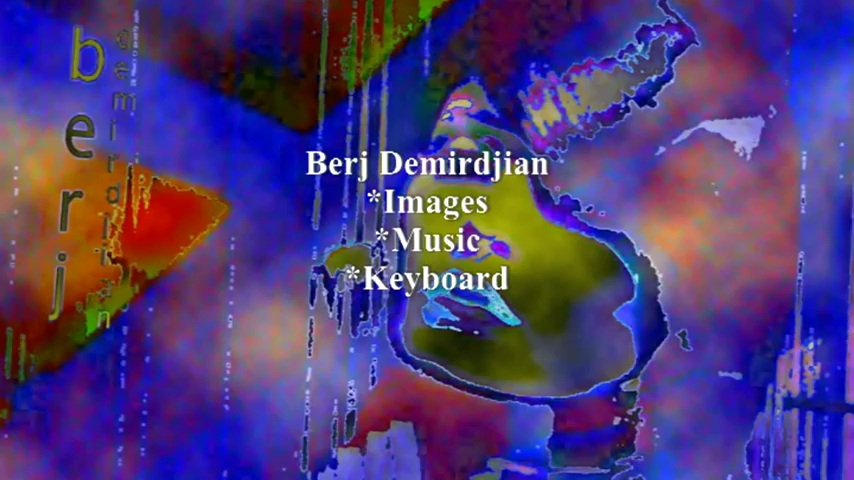 berj
demirdjian
Berj Demirdjian
*Images
*Music
*Keyboard